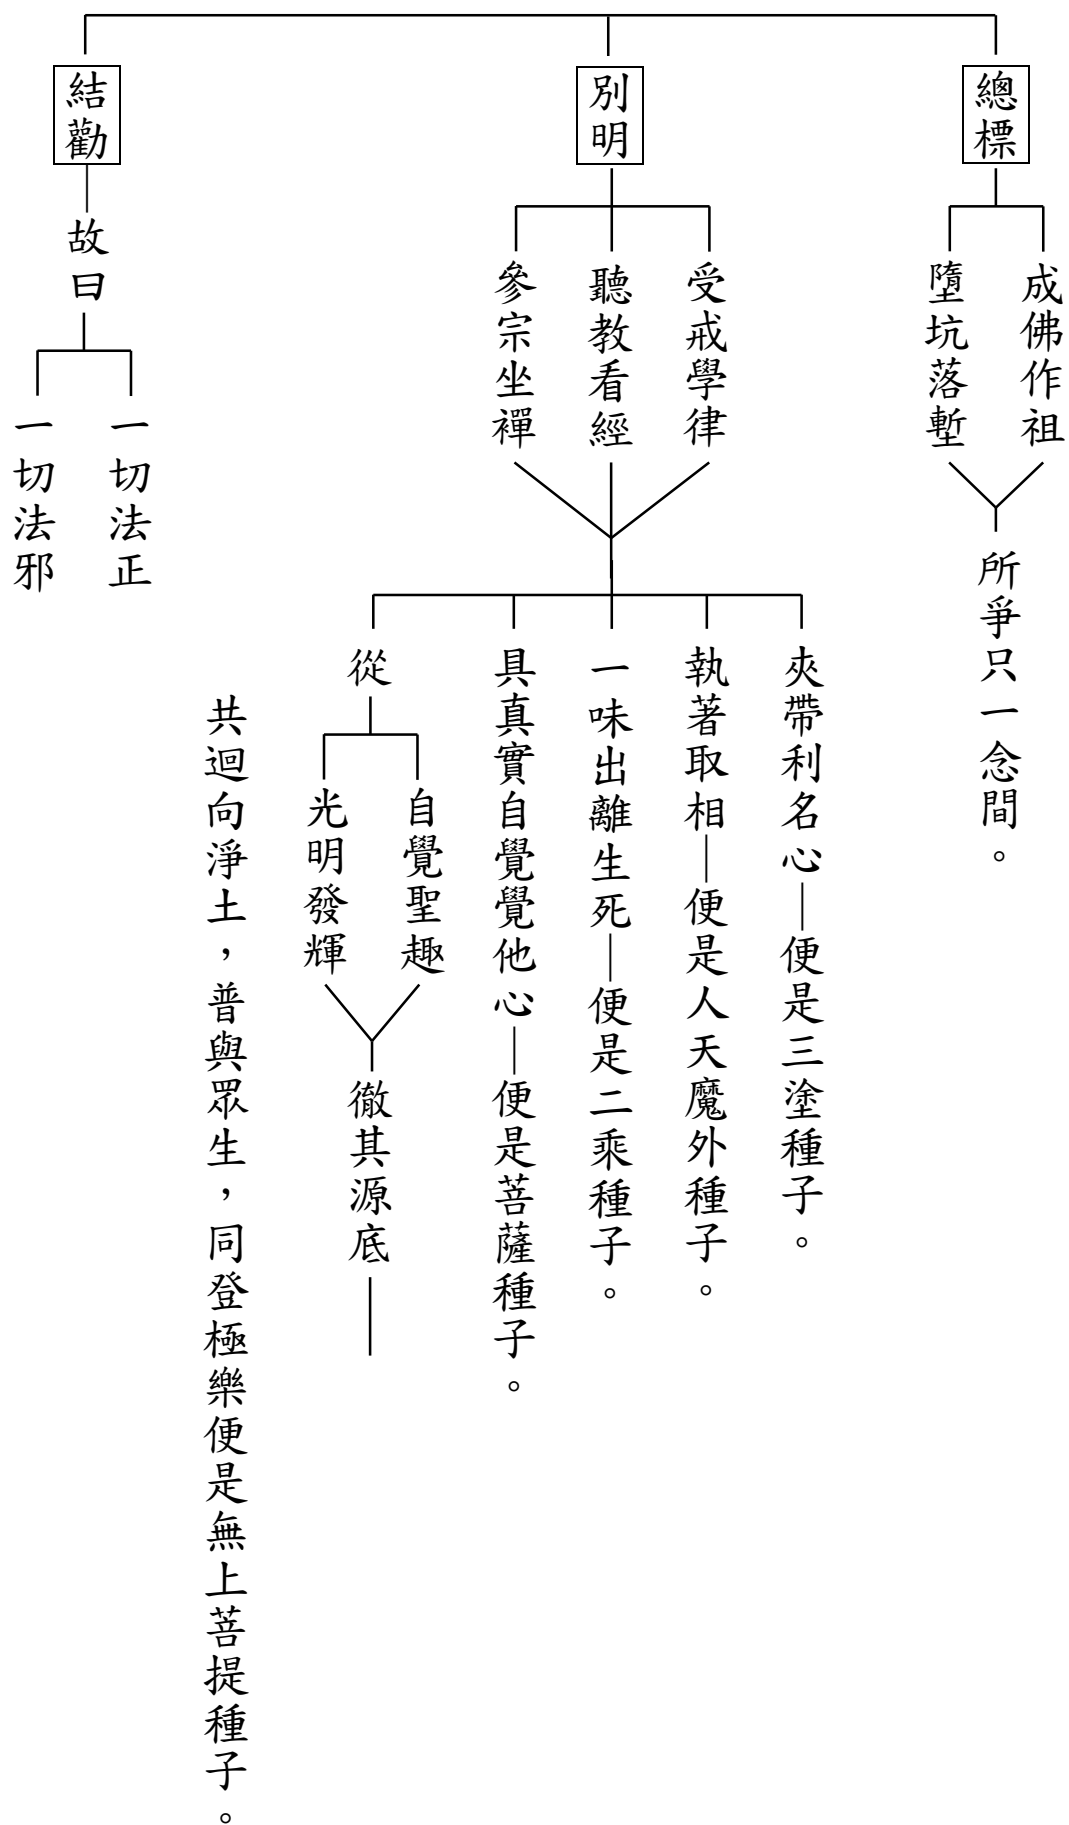 總標
成佛作祖
墮坑落塹
所爭只一念間。
別明
受戒學律
聽教看經
參宗坐禪
夾帶利名心—便是三塗種子。
執著取相—便是人天魔外種子。
一味出離生死—便是二乘種子。
具真實自覺覺他心—便是菩薩種子。
從
自覺聖趣
光明發輝
徹其源底—
共迴向淨土，普與眾生，同登極樂便是無上菩提種子。
結勸
故曰
一切法正
一切法邪